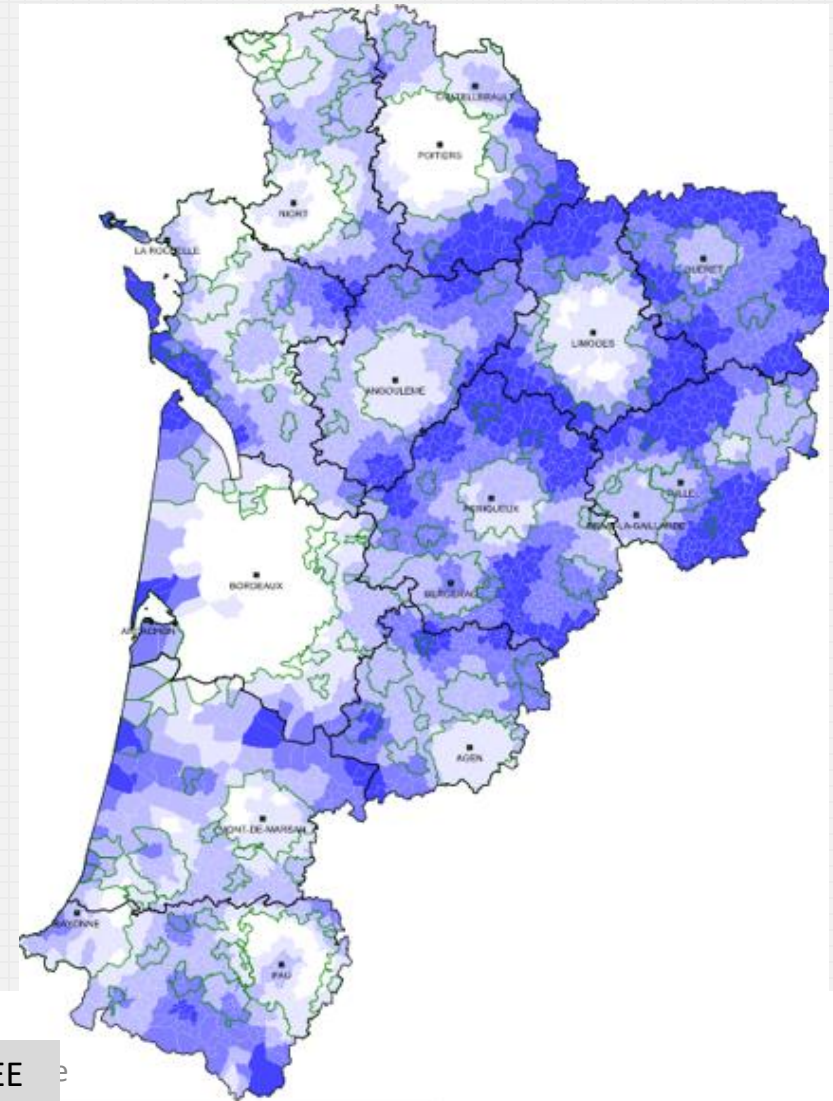 CHATELLERAULT
POITIERS
NIORT
LA ROCHELLE
GUERET
LIMOGES
ANGOULEME
TULLE
PERIGUEUX
BRIVE-LA-GAILLARDE
BORDEAUX
BERGERAC
ARCACHON
AGEN
MONT-DE-MARSAN
BAYONNE
PAU
EE
e